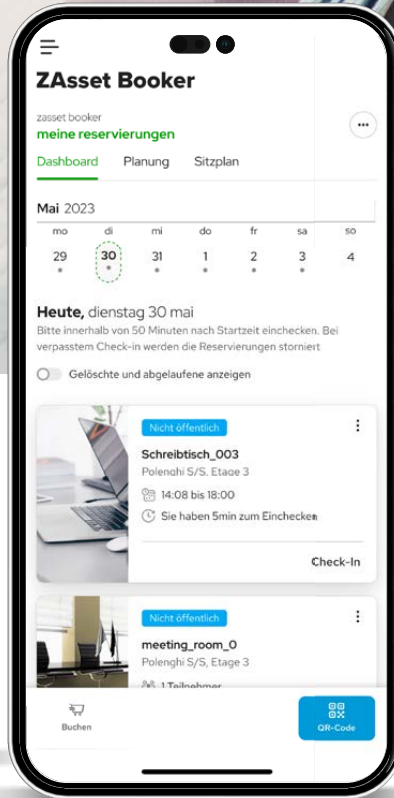 ZAsset Booker
zasset booker
meine reservierungen
Dashboard Planung Sitzplan
Mai 2023
mo di mi do fr sa so
29 30 31 1 2 3 4
Heute, dienstag 30 mai
Bitte innerhalb von 50 Minuten nach Startzeit einchecken. Bei
verpasstem Check-in werden die Reservierungen storniert
Gelöschte und abgelaufene anzeigen
Nicht öffentlich
Schreibtisch_003
Polenghi S/S, Etage 3
14:08 bis 18:00
Sie haben 5min zum Einchecken
Check-In
Nicht öffentlich
meeting_room_0
Polenghi S/S, Etage 3
1 Teilnehmer
Buchen
QR-Code